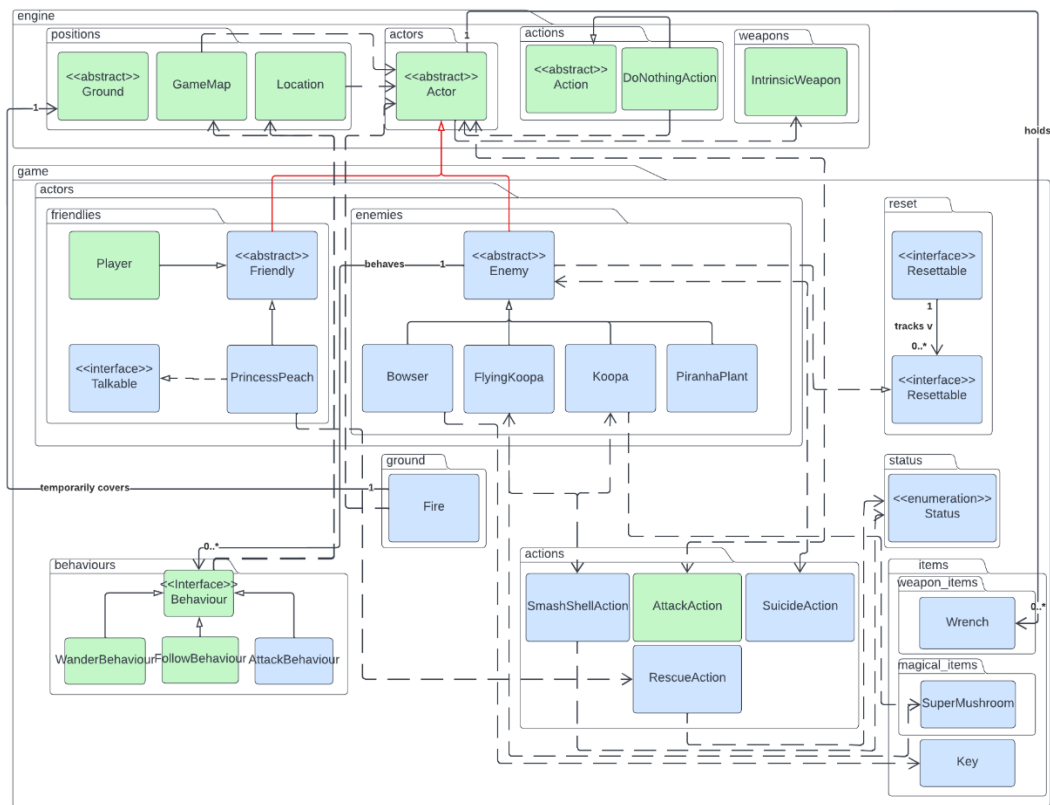 engine
positions
<<abstract>>
Ground
GameMap
Location
actors
1
<<abstract>>
Actor
actions
<<abstract>>
Action
DoNothingAction
weapons
IntrinsicWeapon
1
holds
game
actors
friendlies
Player
<<abstract>>
Friendly
<<interface>>
Talkable
PrincessPeach
enemies
behaves
1
<<abstract>>
Enemy
Bowser
FlyingKoopa
Koopa
PiranhaPlant
reset
<<interface>>
Resettable
1
tracks v
0..*
<<interface>>
Resettable
ground
temporarily covers
1
Fire
status
<<enumeration>>
Status
0..*
behaviours
<<Interface>>
Behaviour
WanderBehaviour
FollowBehaviour
AttackBehaviour
actions
SmashShellAction
AttackAction
SuicideAction
RescueAction
items
weapon_items
0..*
Wrench
magical_items
SuperMushroom
Key